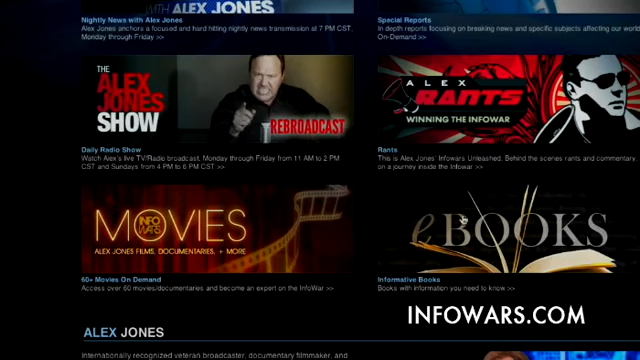 WITH ALEX JONES
Nightly News with Alex Jones
Alex Jones anchors a focused and hard hitting nightly news transmission at 7 PM CST,
Monday through Friday >>
Special Reports
In depth reports focusing on breaking news and specific subjects affecting our world
On-Demand >>
THE
ALEX
JONES
SHOW
REBROADCAST
ALEX
RANTS
WINNING THE INFOWAR
Daily Radio Show
Watch Alex's live TV/Radio broadcast, Monday through Friday from 11 AM to 2 PM
CST and Sundays from 4 PM to 6 PM CST >>
Rants
This is Alex Jones' Infowars Unleashed. Behind the scenes rants and commentary,
on a journey inside the Infowar >>
MOVIES
INFO
WARS
ALEX JONES FILMS, DOCUMENTARIES, + MORE
eBOOKS
60+ Movies On Demand
Access over 60 movies/documentaries and become an expert on the InfoWar >>
Informative Books
Books with information you need to know >>
INFOWARS.COM
ALEX JONES
Internationally recognized veteran broadcaster, documentary filmmaker, and